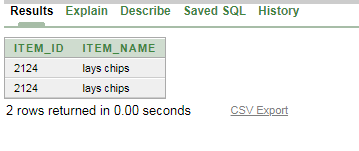 Results Explain Describe Saved SQL History
ITEM_ID ITEM_NAME
2124 lays chips
2124 lays chips
2 rows returned in 0.00 seconds CSV Export